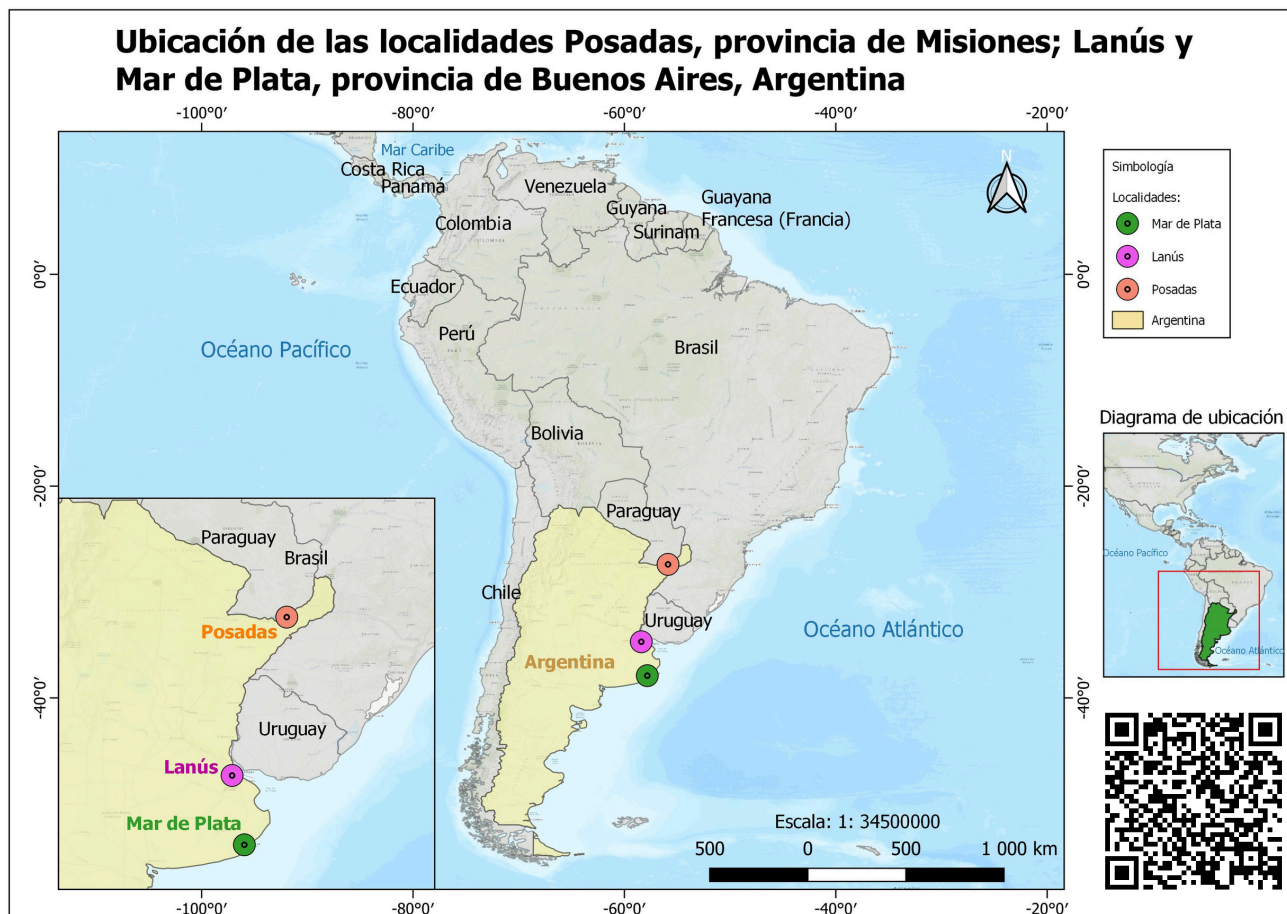 Ubicación de las localidades Posadas, provincia de Misiones; Lanús y
Mar de Plata, provincia de Buenos Aires, Argentina
-100°0′ -80°0′ -60°0′ -40°0′ -20°0′
Mar Caribe
Costa Rica
Panamá
Venezuela
Guyana
Surinam
Guayana
Francesa (Francia)
Colombia
COLOMBIA
0°0′ 0°0′
Ecuador
Perú
Brasil
Océano Pacífico
Bolivia
-20°0′ -20°0′
Paraguay
Chile
Uruguay
Argentina
Océano Atlántico
-40°0′ -40°0′
Escala: 1: 34500000
500 0 500 1 000 km
-100°0′ -80°0′ -60°0′ -40°0′ -20°0′
Paraguay
Brasil
Posadas
Uruguay
Lanús
Mar de Plata
N
Simbología
Localidades:
Mar de Plata
Lanús
Posadas
Argentina
Diagrama de ubicación
Océano Pacífico
Océano Atlántico